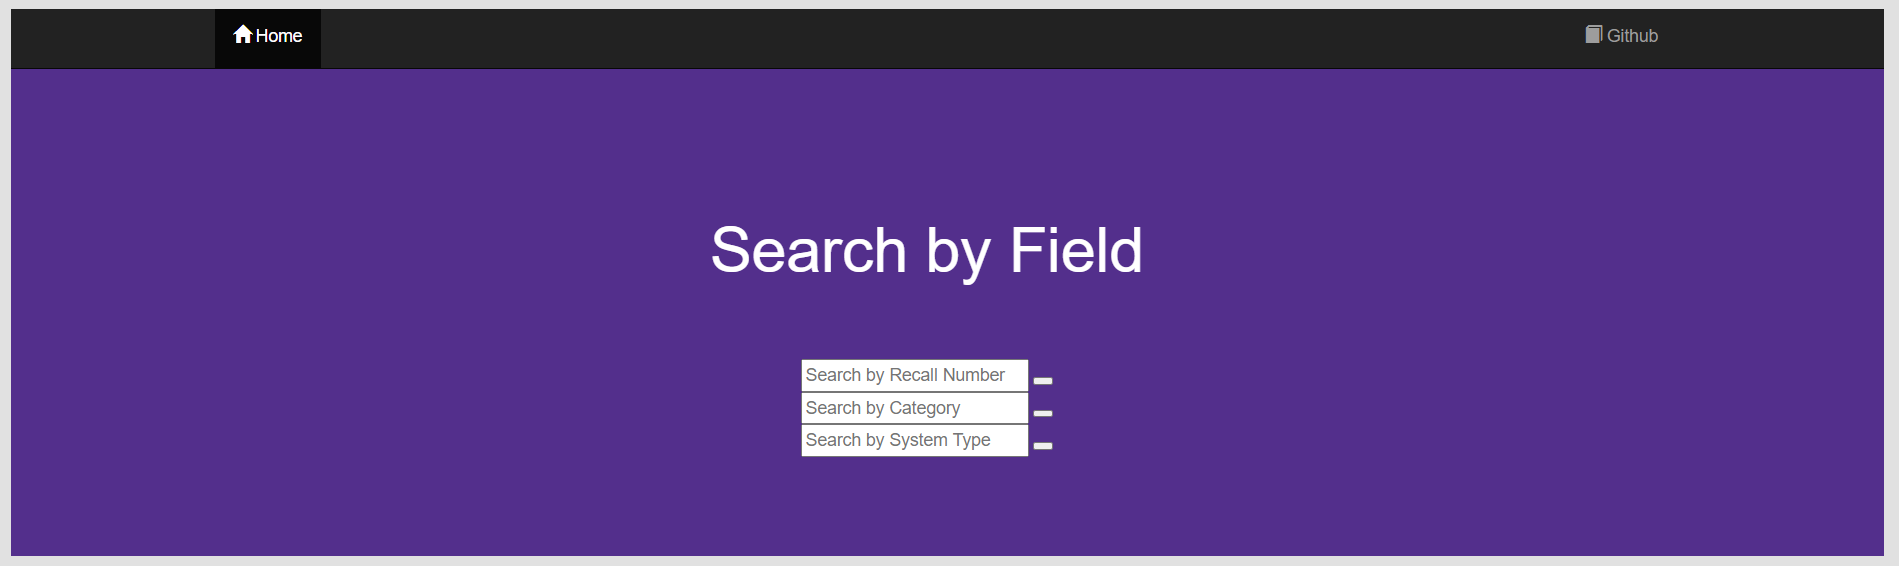 Home
Github
Search by Field
Search by Recall Number
Search by Category
Search by System Type